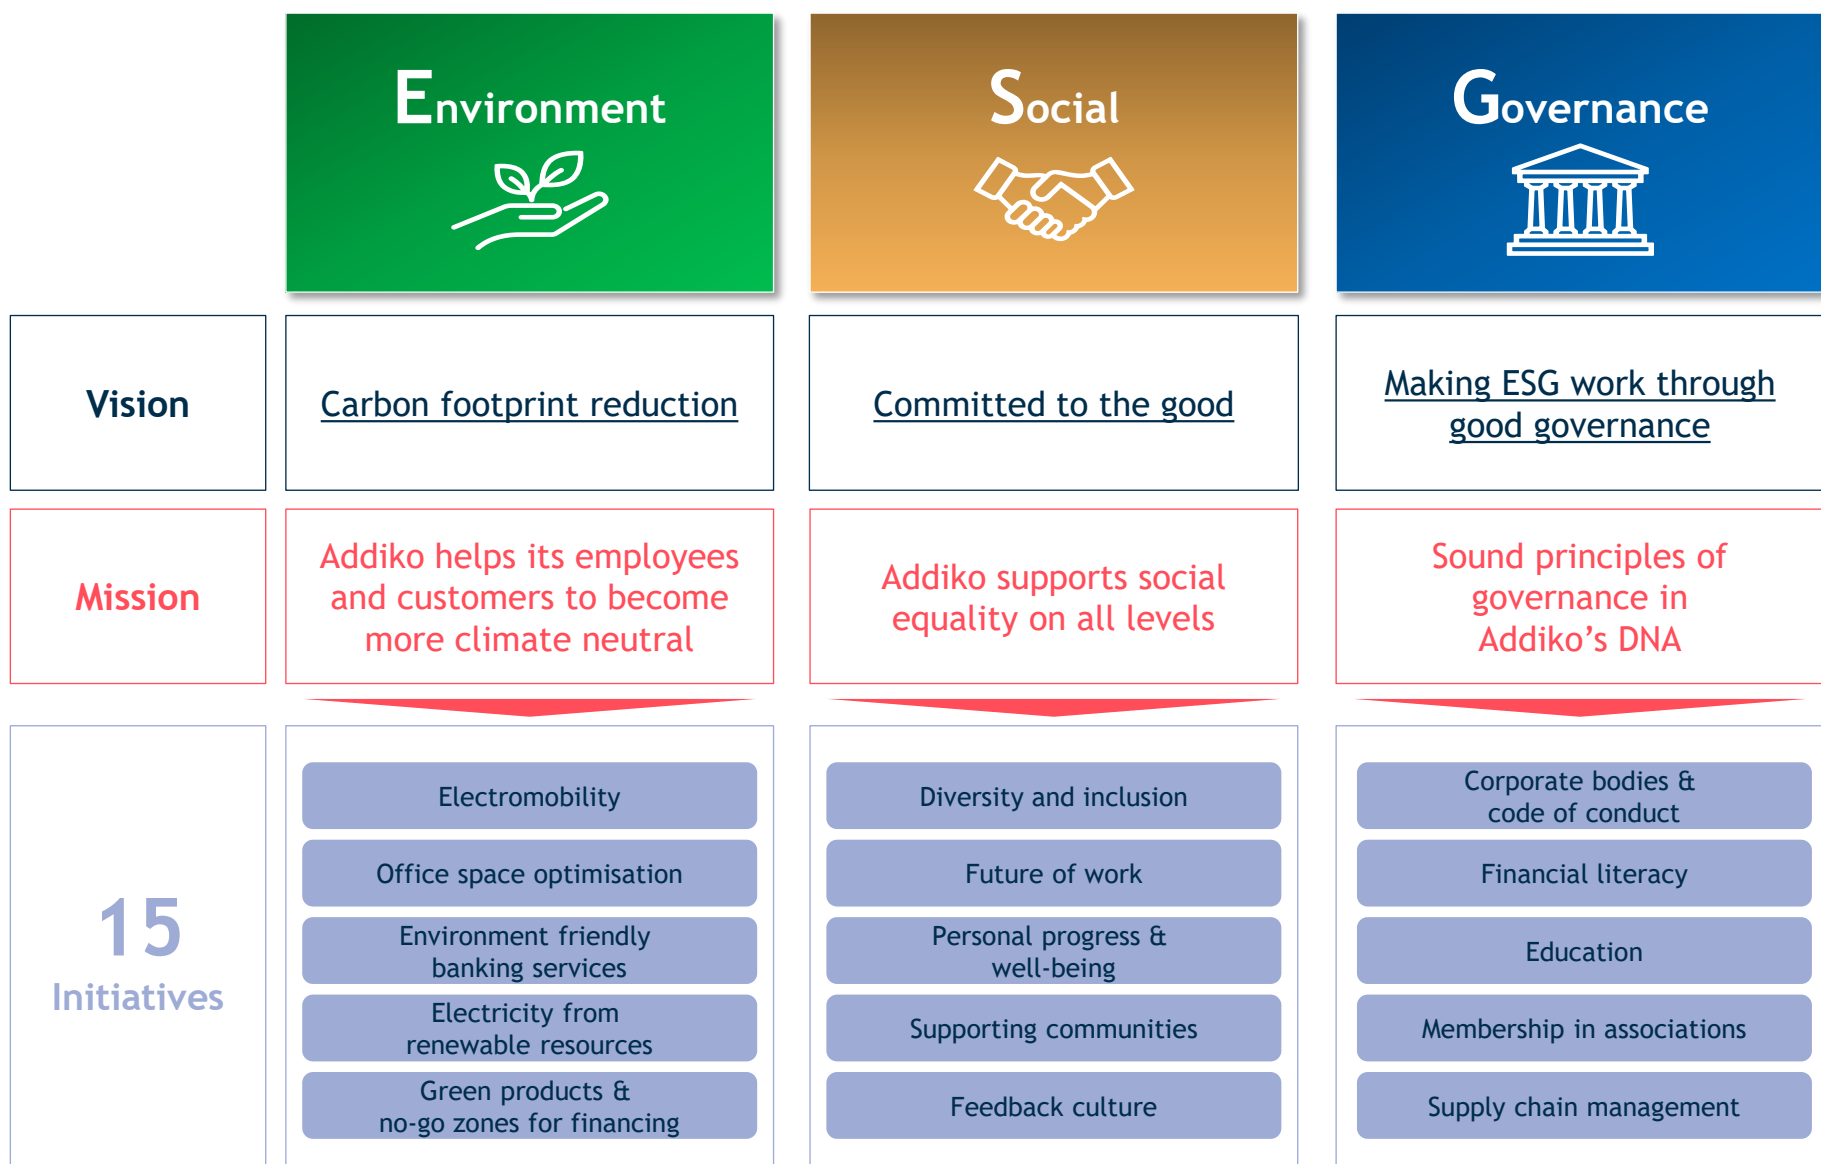 Environment
Social
Governance
Vision
Carbon footprint reduction
Committed to the good
Making ESG work through
good governance
Mission
Addiko helps its employees
and customers to become
more climate neutral
Addiko supports social
equality on all levels
Sound principles of
governance in
Addiko’s DNA
15
Initiatives
Electromobility
Office space optimisation
Environment friendly
banking services
Electricity from
renewable resources
Green products &
no-go zones for financing
Diversity and inclusion
Future of work
Personal progress &
well-being
Supporting communities
Feedback culture
Corporate bodies &
code of conduct
Financial literacy
Education
Membership in associations
Supply chain management